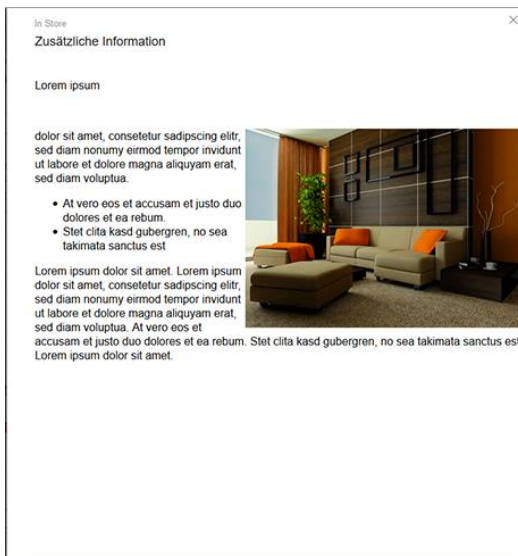 In Store
Zusätzliche Information
Lorem ipsum
dolor sit amet, consetetur sadipscing elitr,
sed diam nonumy eirmod tempor invidunt
ut labore et dolore magna aliquyam erat,
sed diam voluptua.
At vero eos et accusam et justo duo
dolores et ea rebum.
Stet clita kasd gubergren, no sea
takimata sanctus est
Lorem ipsum dolor sit amet. Lorem ipsum
dolor sit amet, consetetur sadipscing elitr,
sed diam nonumy eirmod tempor invidunt
ut labore et dolore magna aliquyam erat,
sed diam voluptua. At vero eos et
accusam et justo duo dolores et ea rebum. Stet clita kasd gubergren, no sea takimata sanctus est
Lorem ipsum dolor sit amet.